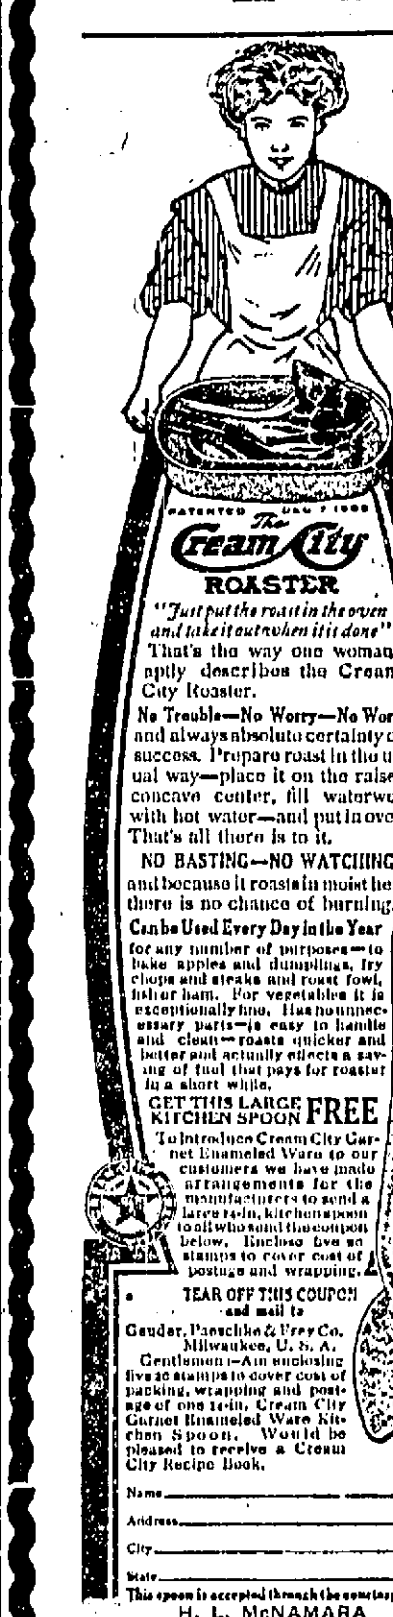 PATENTED DEC 7 1909
The
Cream City
ROASTER
"Just put the roast in the oven
and take it out when it is done"
That's the way one woman
aptly describes the Cream
City Roaster.
No Trouble—No Worry—No Wor
and always absolute certainty o
success. Prepare roast in the u
ual way—place it on the raise
concave center, fill waterwe
with hot water—and put in ove
That's all there is to it.
NO BASTING—NO WATCHING
and because it roasts in moist he
there is no chance of burning.
Can be Used Every Day in the Year
for any number of purposes—to
bake apples and dumplings, fry
chops and steaks and roast fowl,
fish or ham. For vegetables it is
exceptionally fine. Has no unnec-
essary parts—is easy to handle
and clean—roasts quicker and
better and actually effects a sav-
ing of fuel that pays for roaster
in a short while.
GET THIS LARGE
KITCHEN SPOON FREE
To Introduce Cream City Gar-
net Enameled Ware to our
customers we have made
arrangements for the
manufacturers to send a
large 14-in. kitchen spoon
to all who send the coupon
below. Enclose five 2c
stamps to cover cost of
postage and wrapping.
TEAR OFF THIS COUPON
and mail to
Geuder, Paeschke & Frey Co.
Milwaukee, U. S. A.
Gentlemen:—Am enclosing
five 2c stamps to cover cost of
packing, wrapping and post-
age of one 14-in. Cream City
Garnet Enameled Ware Kit-
chen Spoon. Would be
pleased to receive a Cream
City Recipe Book.
Name
Address
City
State
This spoon is accepted through the courtesy
H. L. McNAMARA